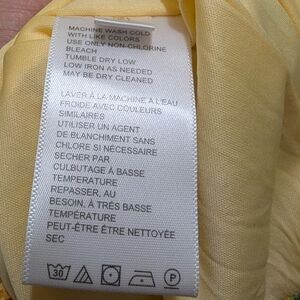 MACHINE WASH COLD
WITH LIKE COLORS
USE ONLY NON-CHLORINE
BLEACH
TUMBLE DRY LOW
LOW IRON AS NEEDED
MAY BE DRY CLEANED
LAVER À LA MACHINE À L'EAU
FROIDE AVEC COULEURS
SIMILAIRES
UTILISER UN AGENT
DE BLANCHIMENT SANS
CHLORE SI NÉCESSAIRE
SÉCHER PAR
CULBUTAGE À BASSE
TEMPERATURE
REPASSER, AU
BESOIN, À TRÈS BASSE
TEMPÉRATURE
PEUT-ÊTRE ÊTRE NETTOYÉE
SEC
30 P